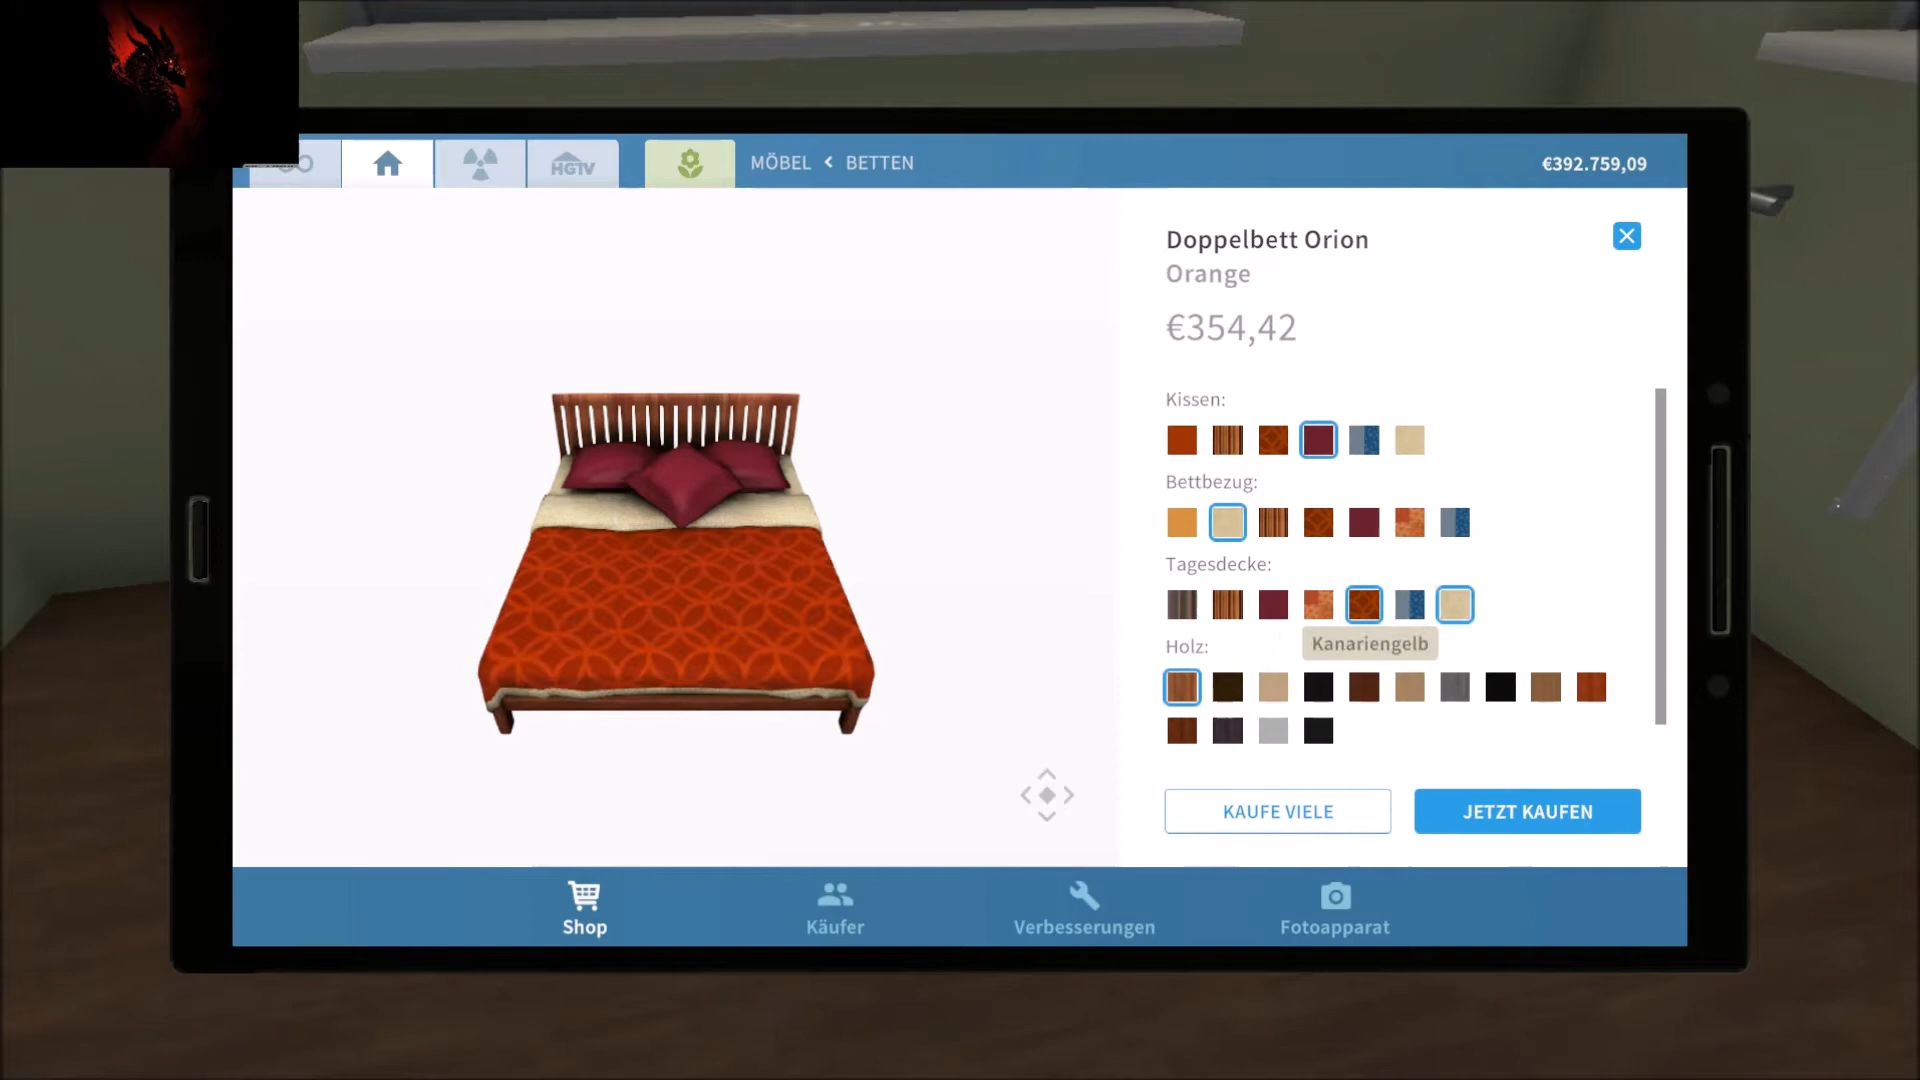 HGTV
MÖBEL < BETTEN
€392.759,09
Doppelbett Orion
Orange
€354,42
Kissen:
Bettbezug:
Tagesdecke:
Kanariengelb
Holz:
KAUFE VIELE
JETZT KAUFEN
Shop
Käufer
Verbesserungen
Fotoapparat